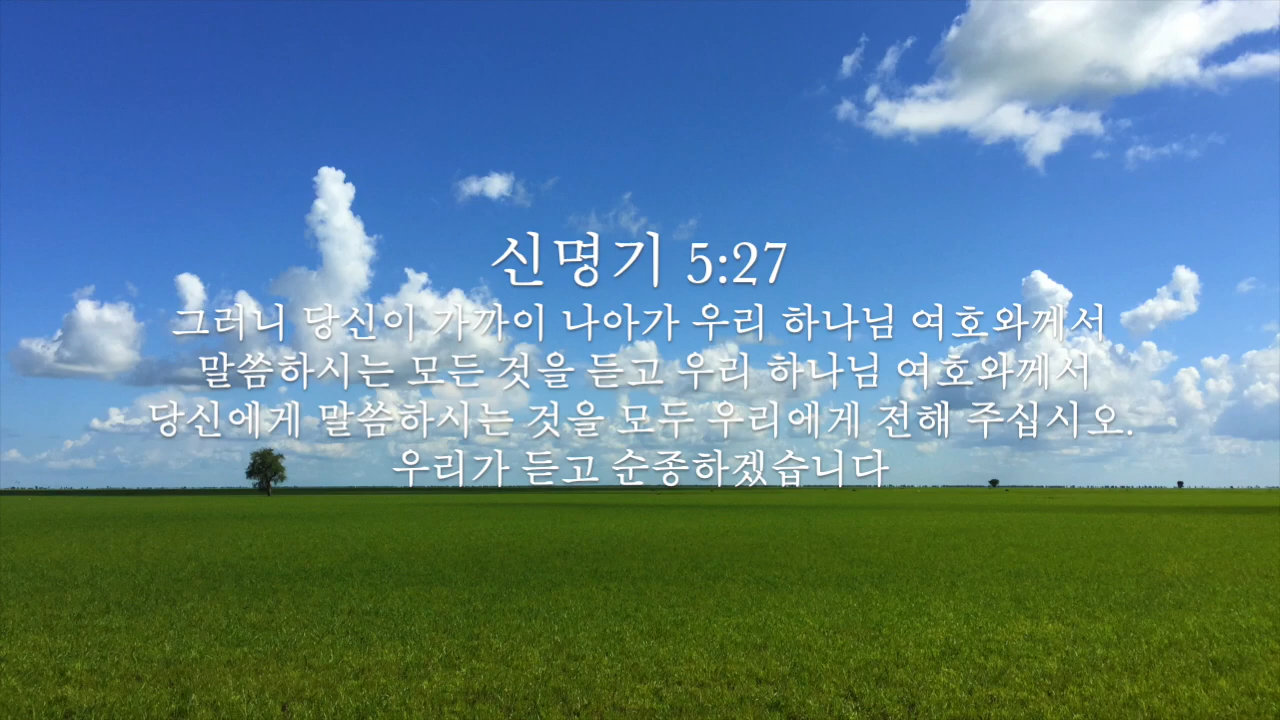 신명기 5:27
그러니 당신이 가까이 나아가 우리 하나님 여호와께서
말씀하시는 모든 것을 듣고 우리 하나님 여호와께서
당신에게 말씀하시는 것을 모두 우리에게 전해 주십시오.
우리가 듣고 순종하겠습니다